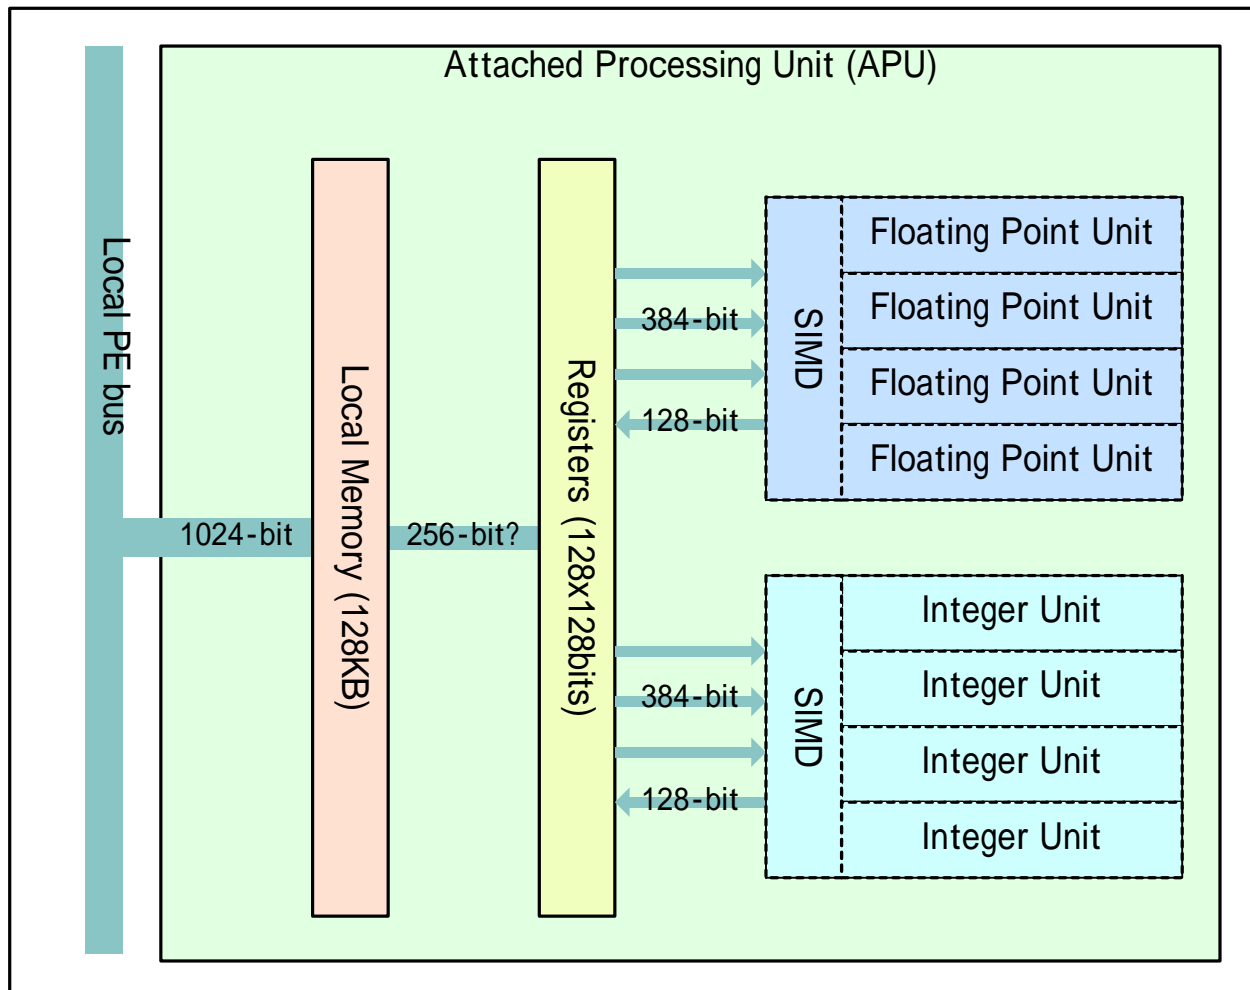 Attached Processing Unit (APU)
Local PE bus
1024-bit
Local Memory (128KB)
256-bit?
Registers (128x128bits)
384-bit
128-bit
SIMD
Floating Point Unit
Floating Point Unit
Floating Point Unit
Floating Point Unit
384-bit
128-bit
SIMD
Integer Unit
Integer Unit
Integer Unit
Integer Unit